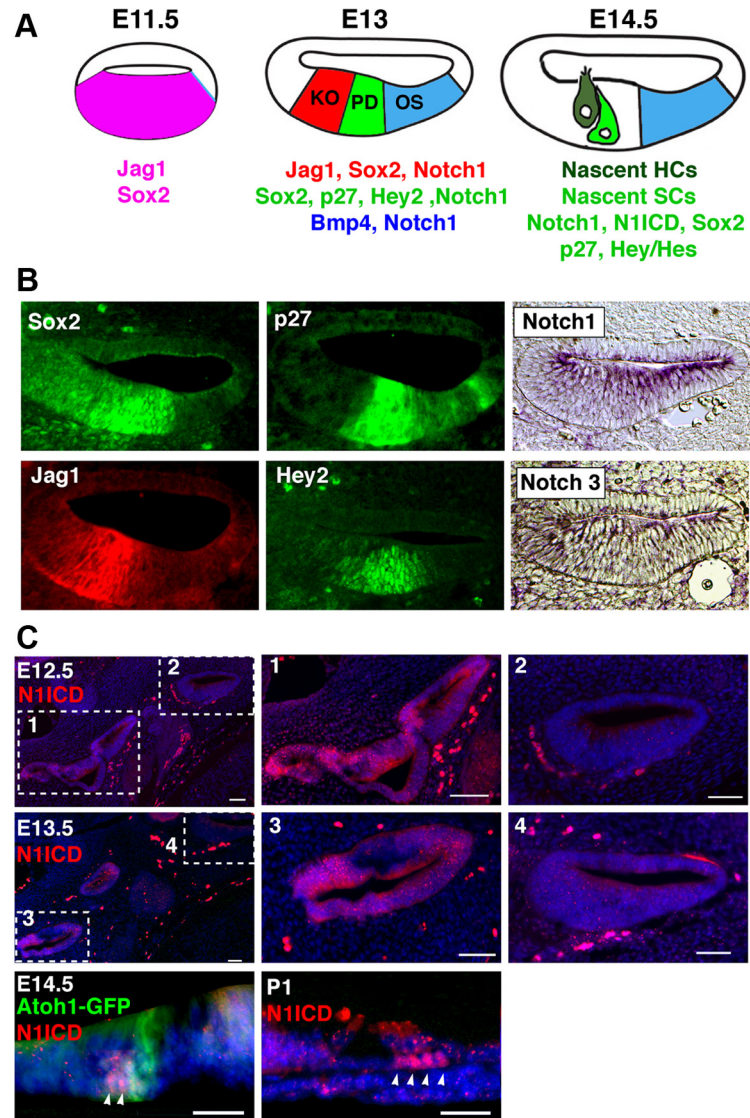 A
E11.5
E13
E14.5
KO
PD
OS
Jag1
Sox2
Jag1, Sox2, Notch1
Sox2, p27, Hey2 ,Notch1
Bmp4, Notch1
Nascent HCs
Nascent SCs
Notch1, N1ICD, Sox2
p27, Hey/Hes
B
Sox2
p27
Notch1
Jag1
Hey2
Notch 3
C
E12.5
N1ICD
1
2
1
2
E13.5
N1ICD
3
4
3
4
E14.5
Atoh1-GFP
N1ICD
P1
N1ICD